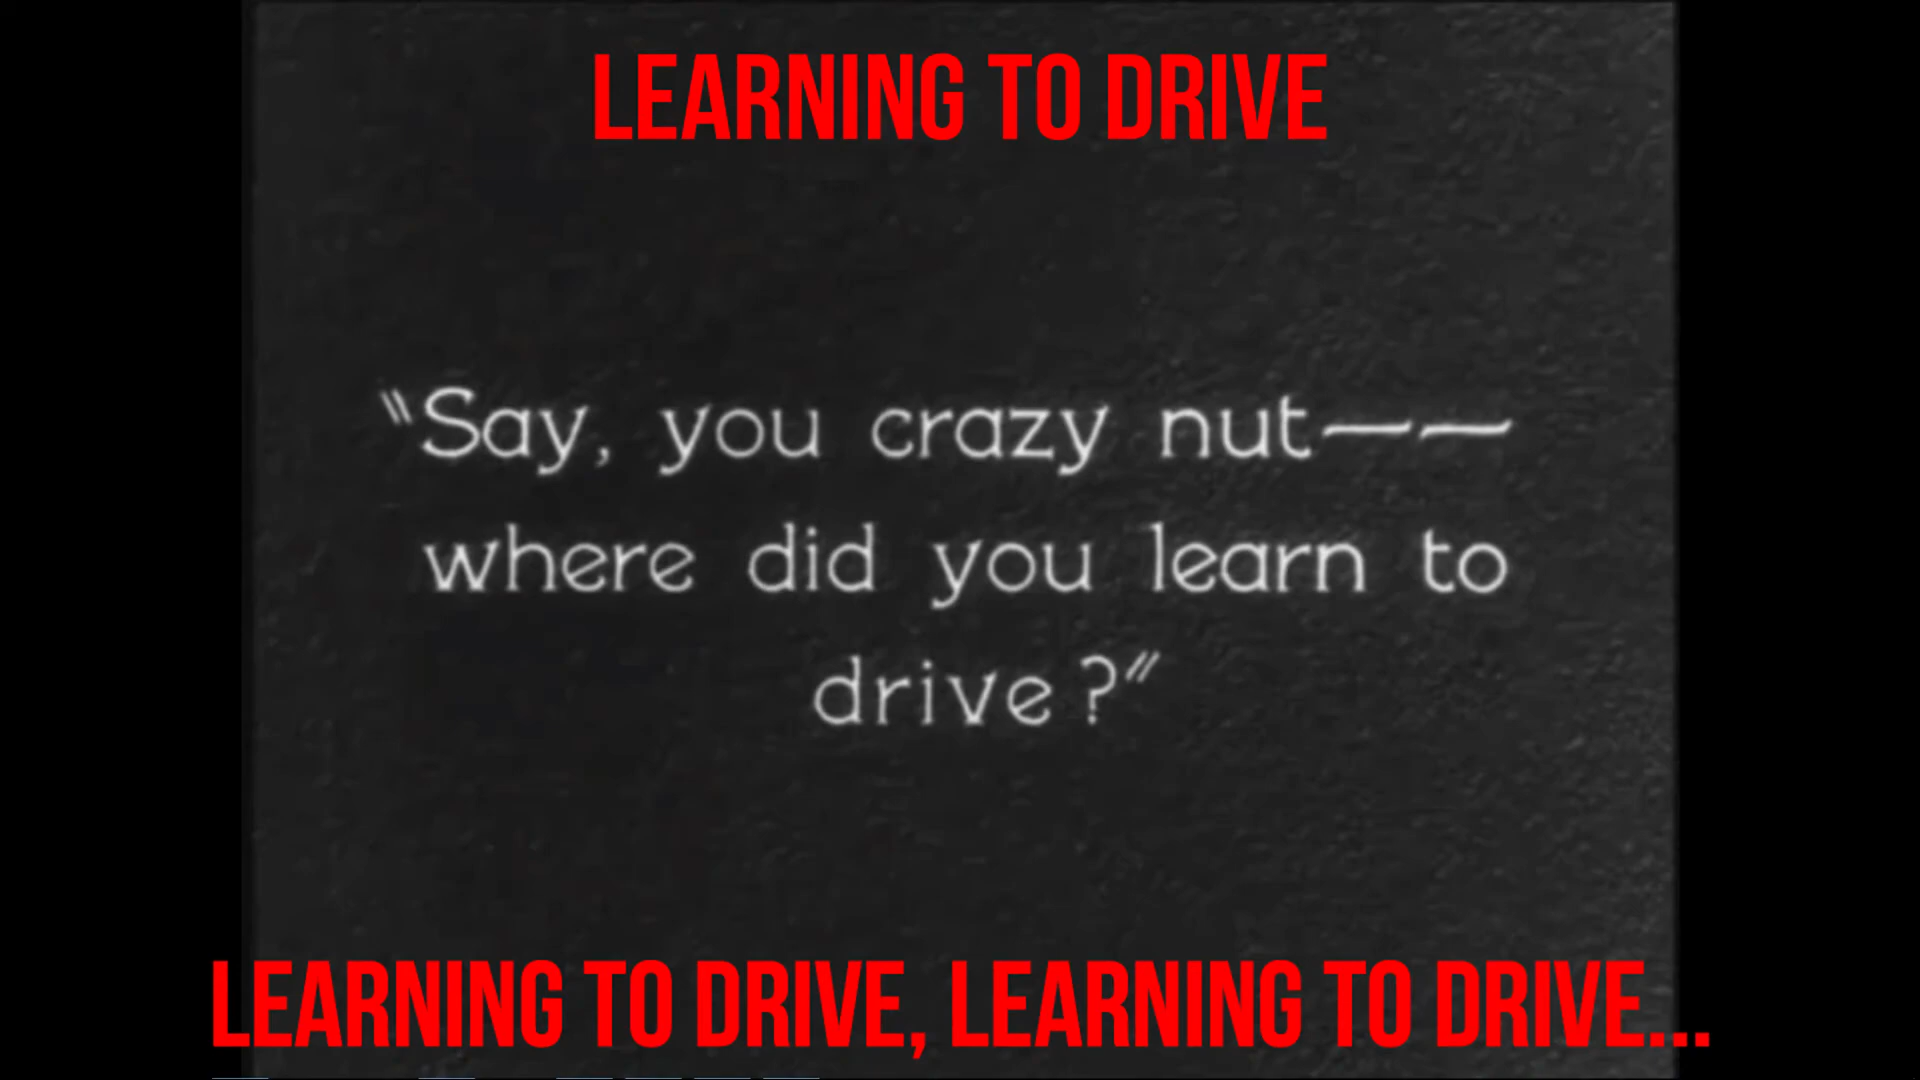 LEARNING TO DRIVE
"Say, you crazy nut——
where did you learn to
drive?"
LEARNING TO DRIVE, LEARNING TO DRIVE...